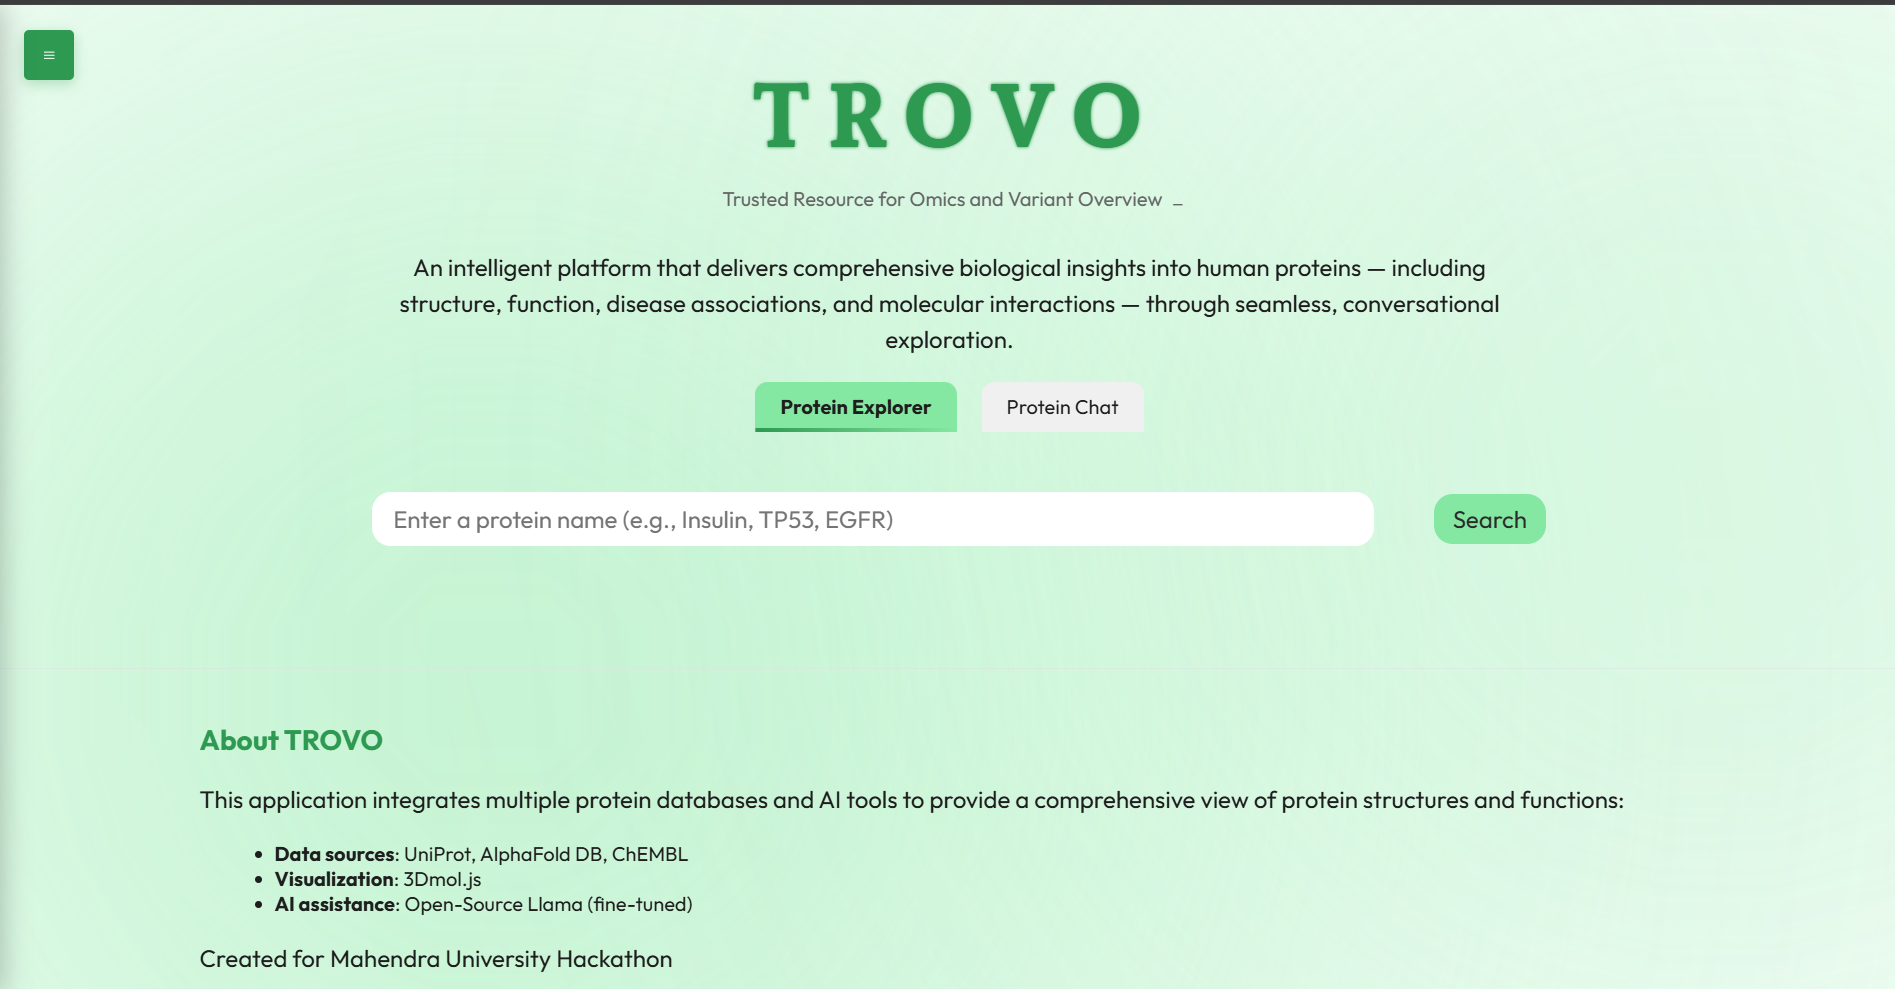 TROVO
Trusted Resource for Omics and Variant Overview _
An intelligent platform that delivers comprehensive biological insights into human proteins — including
structure, function, disease associations, and molecular interactions — through seamless, conversational
exploration.
Protein Explorer
Protein Chat
Enter a protein name (e.g., Insulin, TP53, EGFR)
Search
About TROVO
This application integrates multiple protein databases and AI tools to provide a comprehensive view of protein structures and functions:
• Data sources: UniProt, AlphaFold DB, ChEMBL
• Visualization: 3Dmol.js
• AI assistance: Open-Source Llama (fine-tuned)
Created for Mahendra University Hackathon